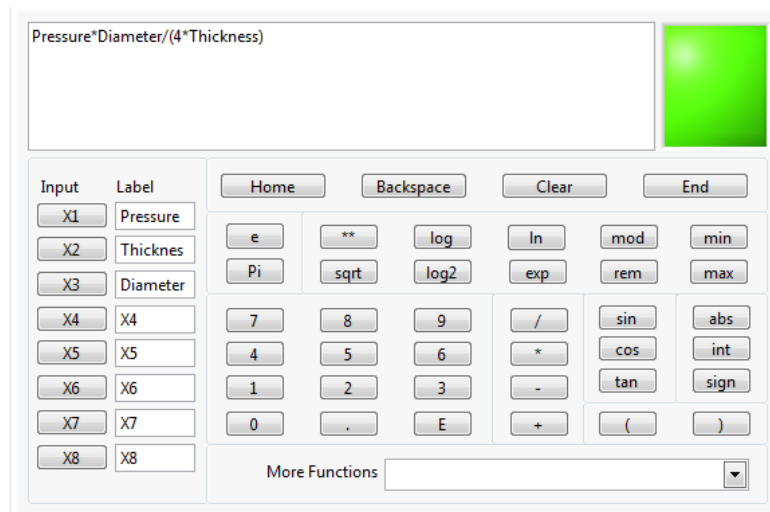 Pressure*Diameter/(4*Thickness)
Input Label Home Backspace Clear End
X1 Pressure
e ** log ln mod min
X2 Thicknes
Pi sqrt log2 exp rem max
X3 Diameter
X4 X4 7 8 9 / sin abs
X5 X5 4 5 6 * cos int
X6 X6 1 2 3 - tan sign
X7 X7 0 . E + ( )
X8 X8
More Functions